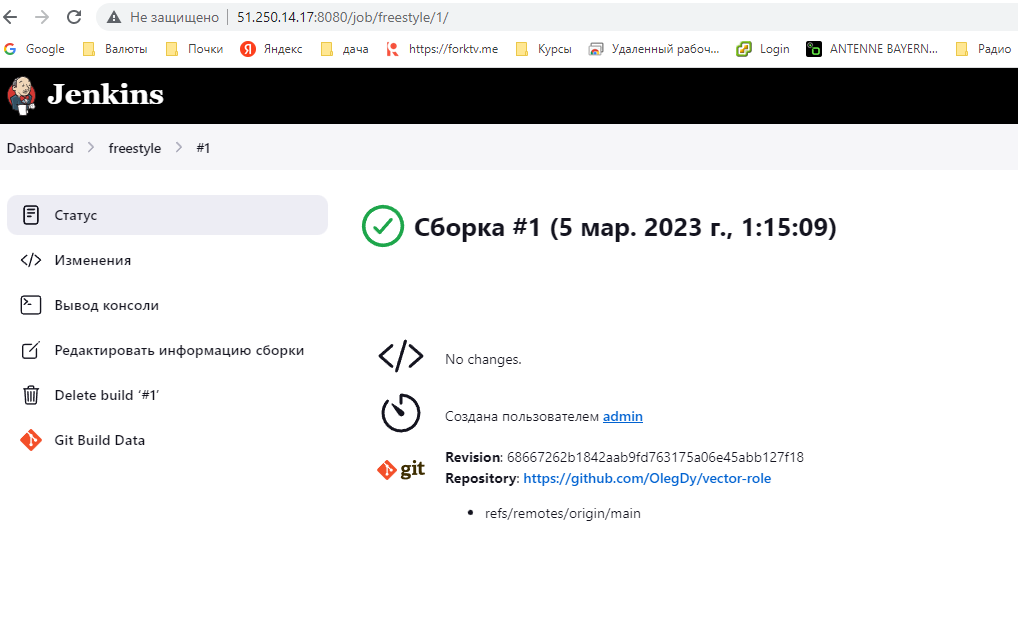 Не защищено 51.250.14.17:8080/job/freestyle/1/
Google Валюты Почки Яндекс дача https://forktv.me Курсы Удаленный рабоч... Login ANTENNE BAYERN... Радио
Jenkins
Dashboard freestyle #1
Статус
Изменения
Вывод консоли
Редактировать информацию сборки
Delete build ‘#1’
Git Build Data
Сборка #1 (5 мар. 2023 г., 1:15:09)
No changes.
Создана пользователем admin
git
Revision: 68667262b1842aab9fd763175a06e45abb127f18
Repository: https://github.com/OlegDy/vector-role
refs/remotes/origin/main